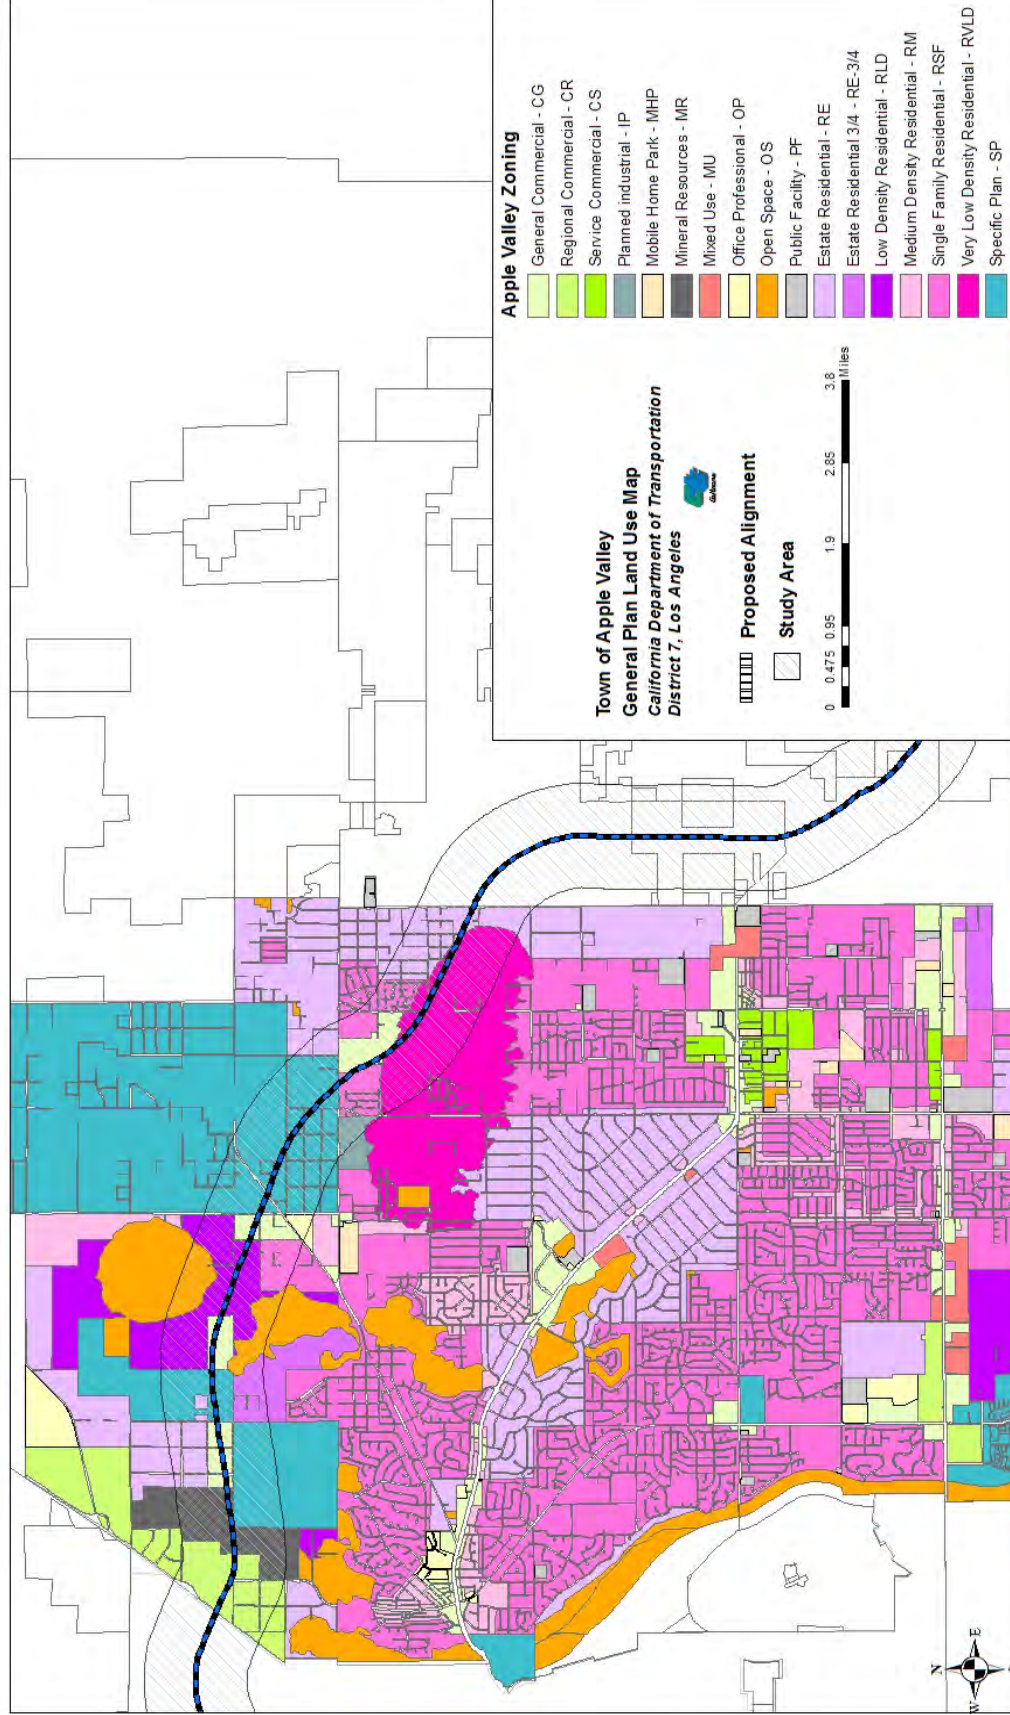 Apple Valley Zoning
General Commercial - CG
Regional Commercial - CR
Service Commercial - CS
Planned industrial - IP
Mobile Home Park - MHP
Mineral Resources - MR
Mixed Use - MU
Office Professional - OP
Open Space - OS
Public Facility - PF
Estate Residential - RE
Estate Residential 3/4 - RE-3/4
Low Density Residential - RLD
Medium Density Residential - RM
Single Family Residential - RSF
Very Low Density Residential - RVLD
Specific Plan - SP
Town of Apple Valley
General Plan Land Use Map
California Department of Transportation
District 7, Los Angeles
Caltrans
Proposed Alignment
Study Area
0 0.475 0.95 1.9 2.85 3.8
Miles
N
W E